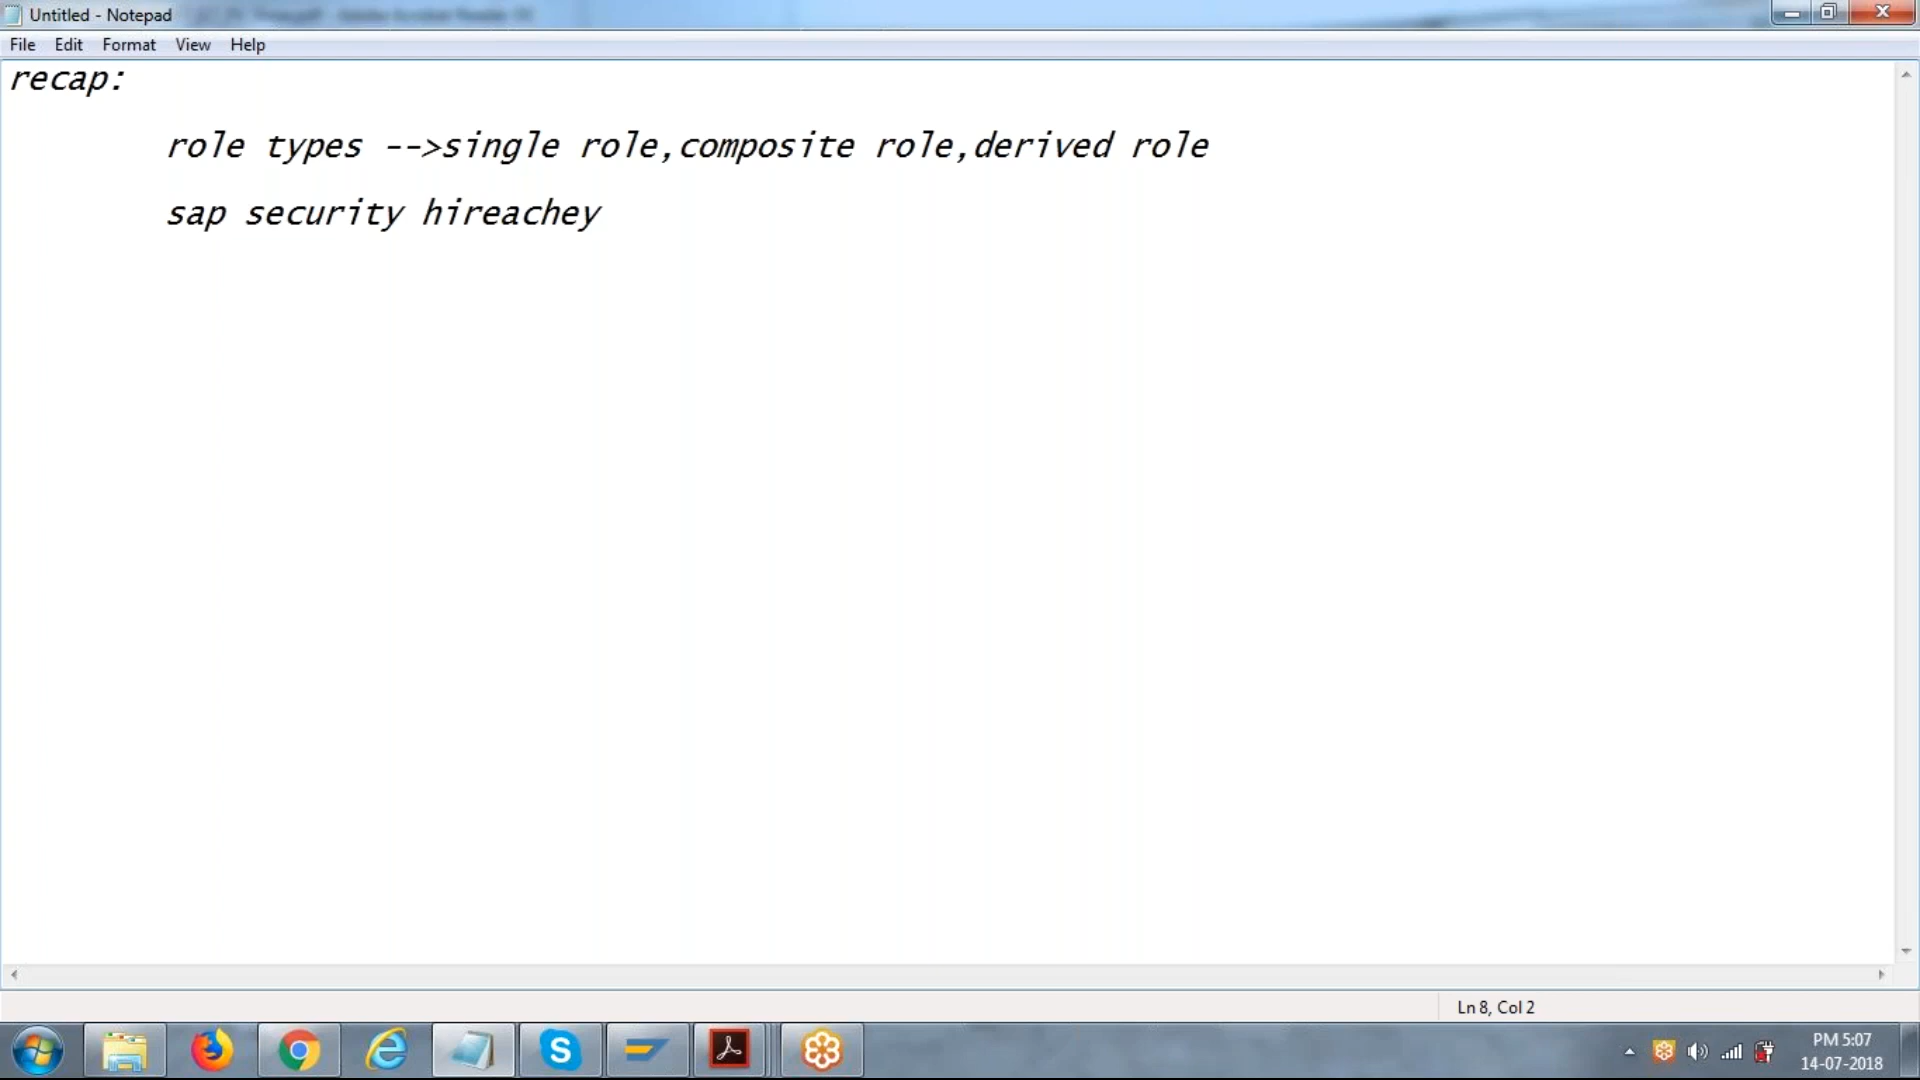 Untitled - Notepad
File Edit Format View Help
recap:
role types -->single role,composite role,derived role
sap security hireachey
Ln 8, Col 2
PM 5:07
14-07-2018